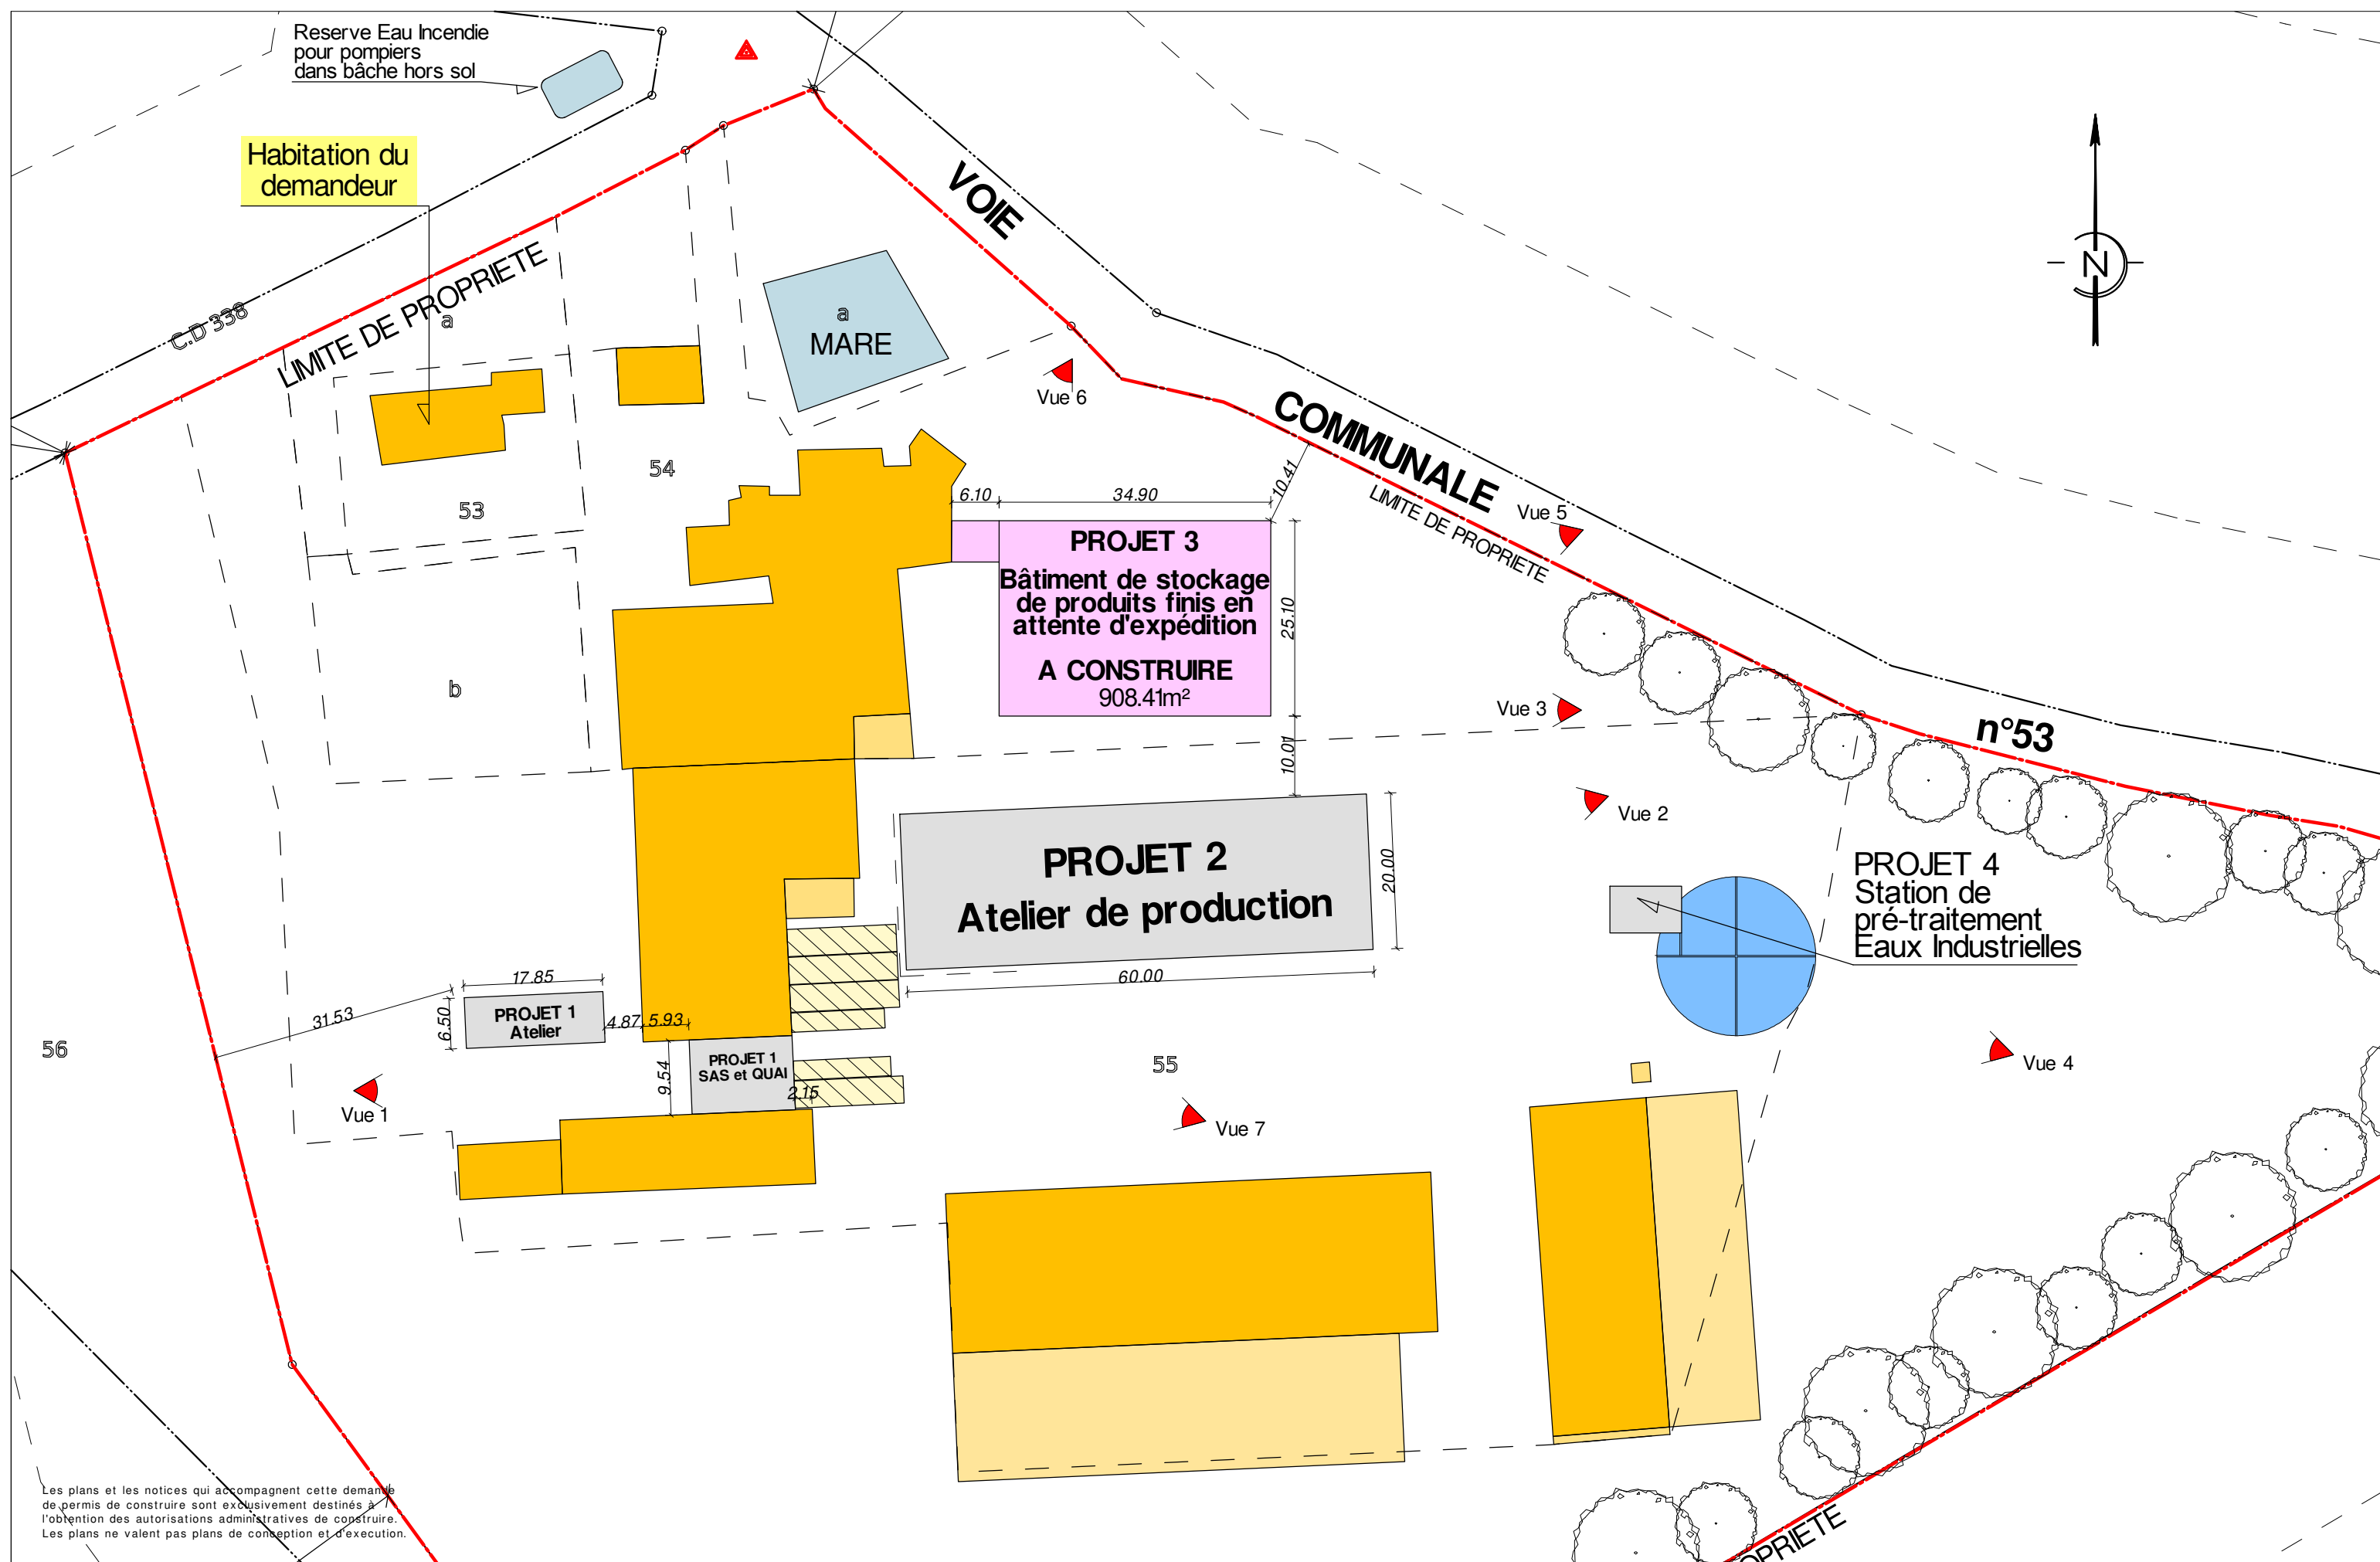 Reserve Eau Incendie
pour pompiers
dans bâche hors sol
Habitation du
demandeur
C.D 338
LIMITE DE PROPRIETE
a
a
MARE
VOIE
N
Vue 6
COMMUNALE
LIMITE DE PROPRIETE
Vue 5
53
54
6.10
34.90
10.41
PROJET 3
Bâtiment de stockage
de produits finis en
attente d'expédition
A CONSTRUIRE
908.41m²
25.10
b
Vue 3
n°53
10.01
Vue 2
PROJET 2
Atelier de production
20.00
60.00
PROJET 4
Station de
pré-traitement
Eaux Industrielles
17.85
31.53
6.50
PROJET 1
Atelier
4.87
5.93
56
9.54
PROJET 1
SAS et QUAI
2.15
55
Vue 4
Vue 1
Vue 7
Les plans et les notices qui accompagnent cette demande
de permis de construire sont exclusivement destinés à
l'obtention des autorisations administratives de construire.
Les plans ne valent pas plans de conception et d'execution.
OPRIETE